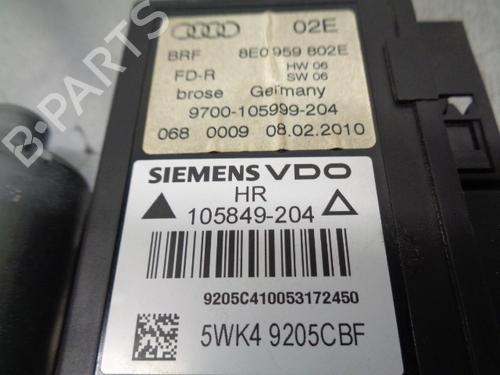 02E
BRF 8E0 959 802E
FD-R HW 06
SW 06
brose Germany
9700-105999-204
068 0009 08.02.2010
SIEMENS VDO
HR
105849-204
9205C410053172450
5WK4 9205CBF